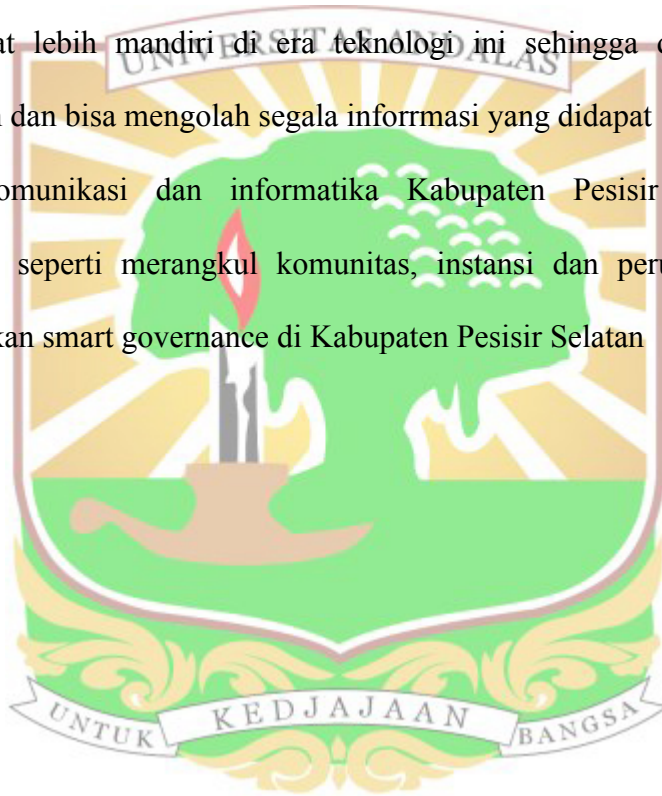 UNIVERSITAS ANDALAS
at lebih mandiri di era teknologi ini sehingga
dan bisa mengolah segala inforrmasi yang didapat
omunikasi dan informatika Kabupaten Pesisir
seperti merangkul komunitas, instansi dan peru
kan smart governance di Kabupaten Pesisir Selatan
UNTUK KEDJAJAAN BANGSA